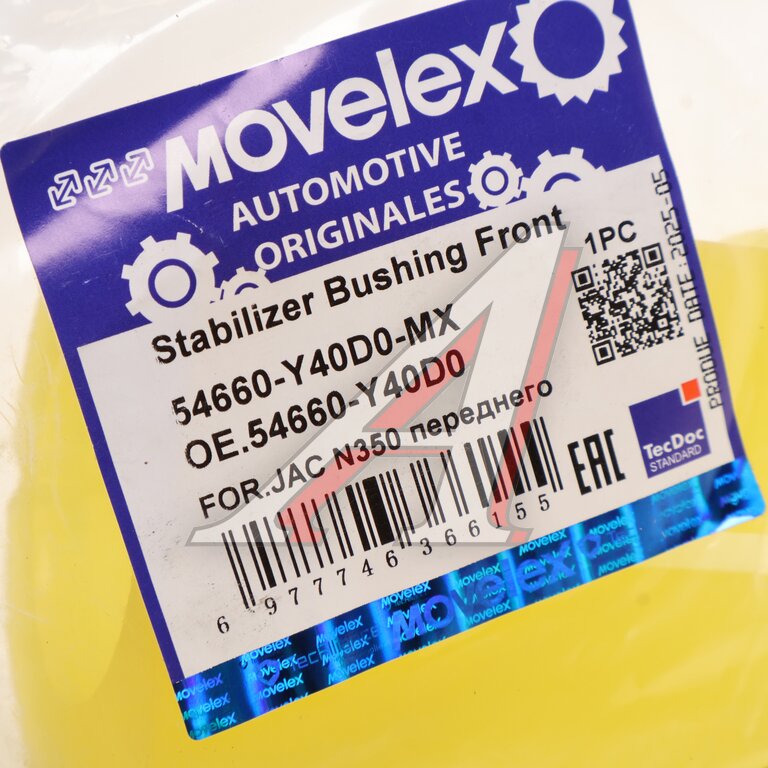 Movelex
AUTOMOTIVE
ORIGINALES
Stabilizer Bushing Front
1PC
54660-Y40D0-MX
OE.54660-Y40D0
FOR.JAC N350 переднего
PRODUE DATE:2025-05
EAC
TecDoc
STANDARD
6 977746 366155
Movelex